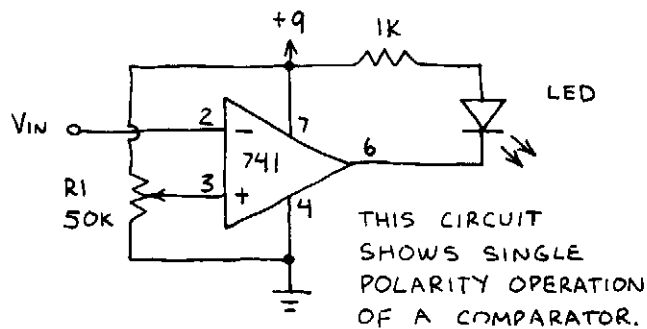 +9
1K
LED
VIN
2
-
7
741
6
R1
50K
3
+
4
THIS CIRCUIT
SHOWS SINGLE
POLARITY OPERATION
OF A COMPARATOR.